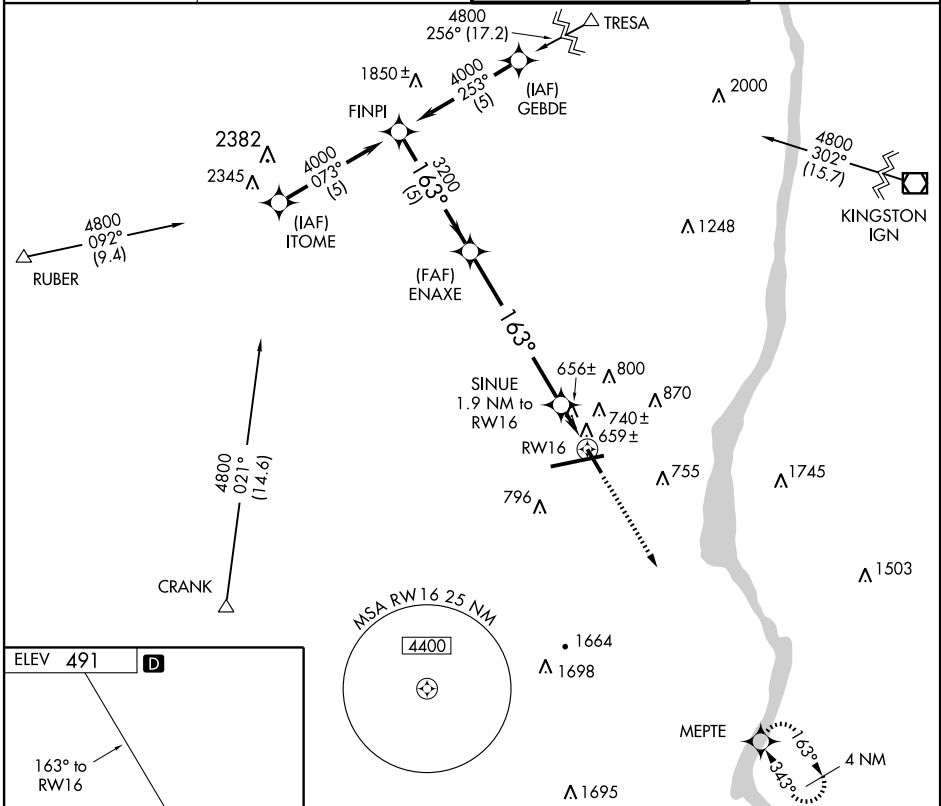 4800
256° (17.2)
TRESA
1850 ±
4000
253°
(5)
(IAF)
GEBDE
2000
FINPI
4800
302°
(15.7)
KINGSTON
IGN
2382
2345
4000
073°
(5)
3200
163°
(5)
(IAF)
ITOME
1248
4800
092°
(9.4)
RUBER
(FAF)
ENAXE
163°
656±
800
SINUE
1.9 NM to
RW16
870
740 ±
659 ±
RW16
755
1745
796
4800
021°
(14.6)
1503
CRANK
MSA RW16 25 NM
4400
1664
1698
ELEV 491 D
163° to
RW16
MEPTE
163°
343°
4 NM
1695